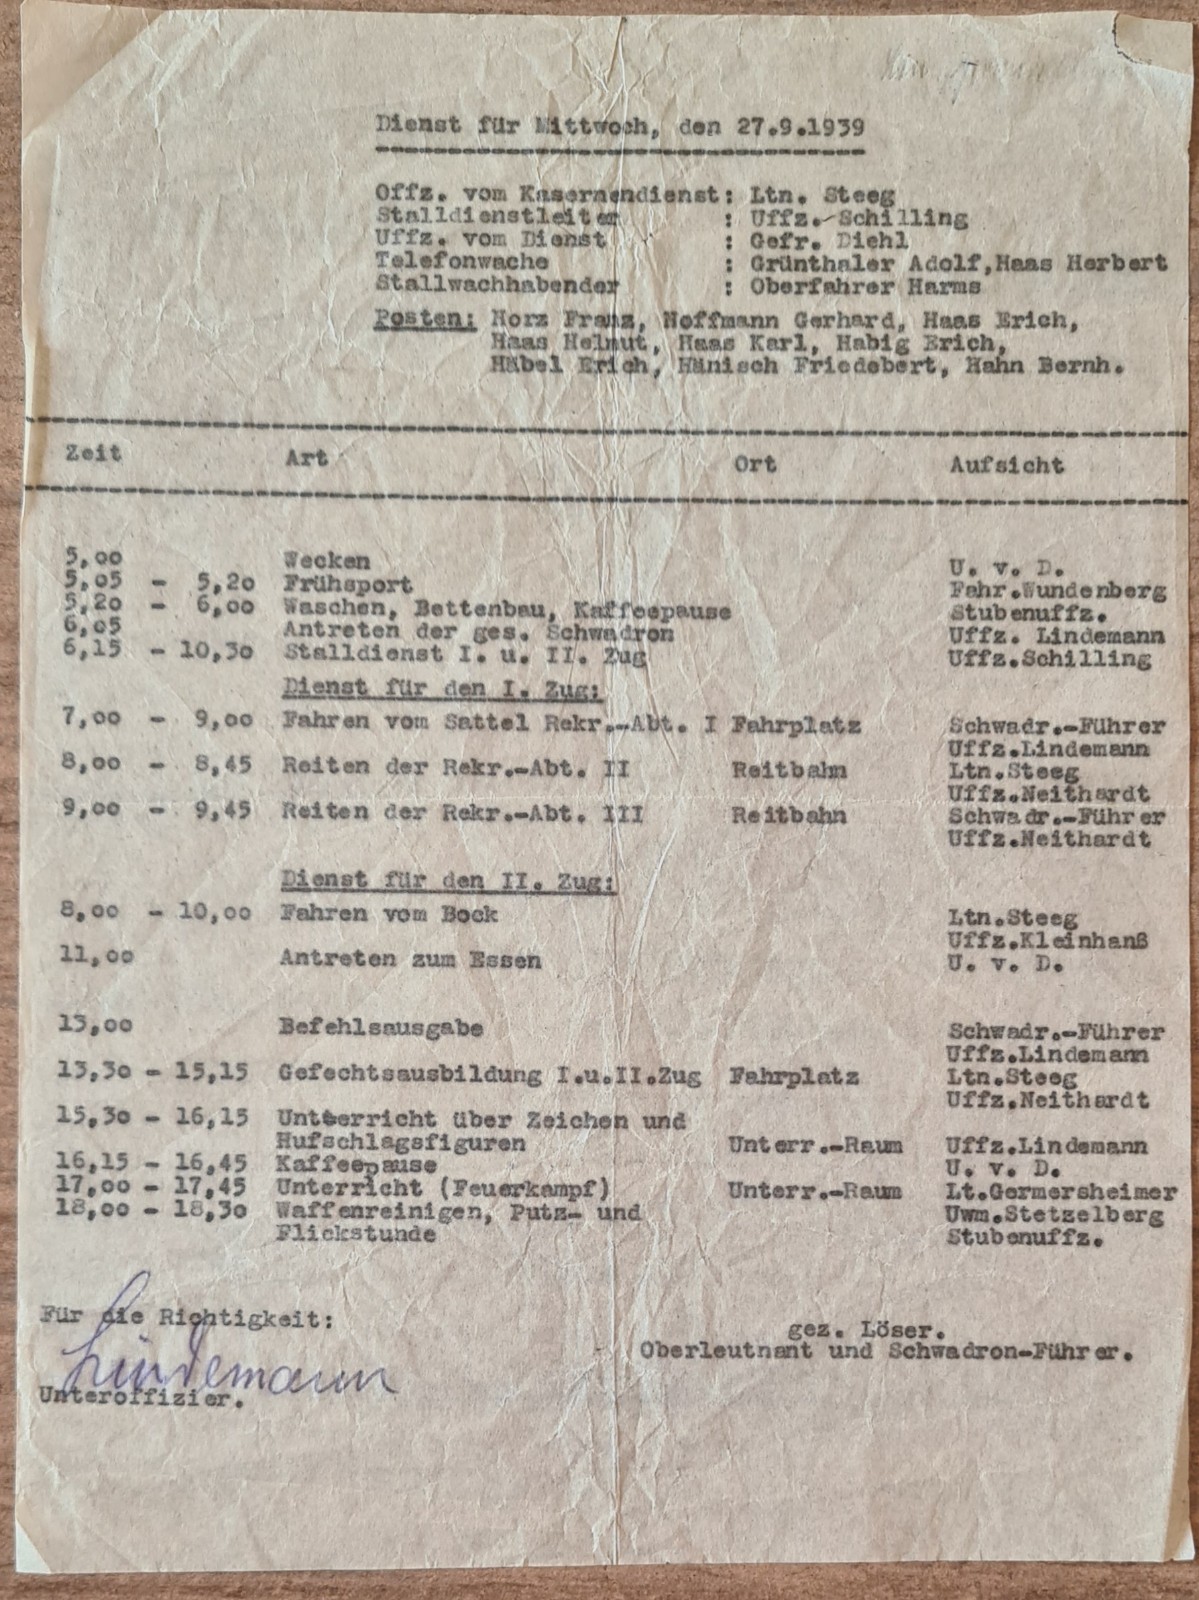 Dienst für Mittwoch, den 27.9.1939
Offz. vom Kasernendienst: Ltn. Steeg
Stalldienstleiter : Uffz. Schilling
Uffz. vom Dienst : Gefr. Diehl
Telefonwache : Grünthaler Adolf,Haas Herbert
Stallwachhabender : Oberfahrer Harms
Posten: Horz Franz, Hoffmann Gerhard, Haas Erich,
Haas Helmut, Haas Karl, Habig Erich,
Häbel Erich, Hänisch Friedebert, Hahn Bernh.
Zeit Art Ort Aufsicht
5,00 Wecken U. v. D.
5,05 - 5,20 Frühsport Fahr.Wundenberg
5,20 - 6,00 Waschen, Bettenbau, Kaffeepause Stubenuffz.
6,05 Antreten der ges. Schwadron Uffz. Lindemann
6,15 - 10,30 Stalldienst I. u. II. Zug Uffz.Schilling
Dienst für den I. Zug:
7,00 - 9,00 Fahren vom Sattel Rekr.-Abt. I Fahrplatz Schwadr.-Führer
Uffz.Lindemann
8,00 - 8,45 Reiten der Rekr.-Abt. II Reitbahn Ltn.Steeg
Uffz.Neithardt
9,00 - 9,45 Reiten der Rekr.-Abt. III Reitbahn Schwadr.-Führer
Uffz.Neithardt
Dienst für den II. Zug:
8,00 - 10,00 Fahren vom Bock Ltn.Steeg
Uffz.Kleinhanß
11,00 Antreten zum Essen U. v. D.
13,00 Befehlsausgabe Schwadr.-Führer
Uffz.Lindemann
13,30 - 15,15 Gefechtsausbildung I.u.II.Zug Fahrplatz Ltn.Steeg
Uffz.Neithardt
15,30 - 16,15 Untterricht über Zeichen und
Hufschlagsfiguren Unterr.-Raum Uffz.Lindemann
16,15 - 16,45 Kaffeepause U. v. D.
17,00 - 17,45 Unterricht (Feuerkampf) Unterr.-Raum Lt.Germersheimer
18,00 - 18,30 Waffenreinigen, Putz- und Uwm.Stetzelberg
Flickstunde Stubenuffz.
Für die Richtigkeit:
gez. Löser.
Oberleutnant und Schwadron-Führer.
Lindemann
Unteroffizier.